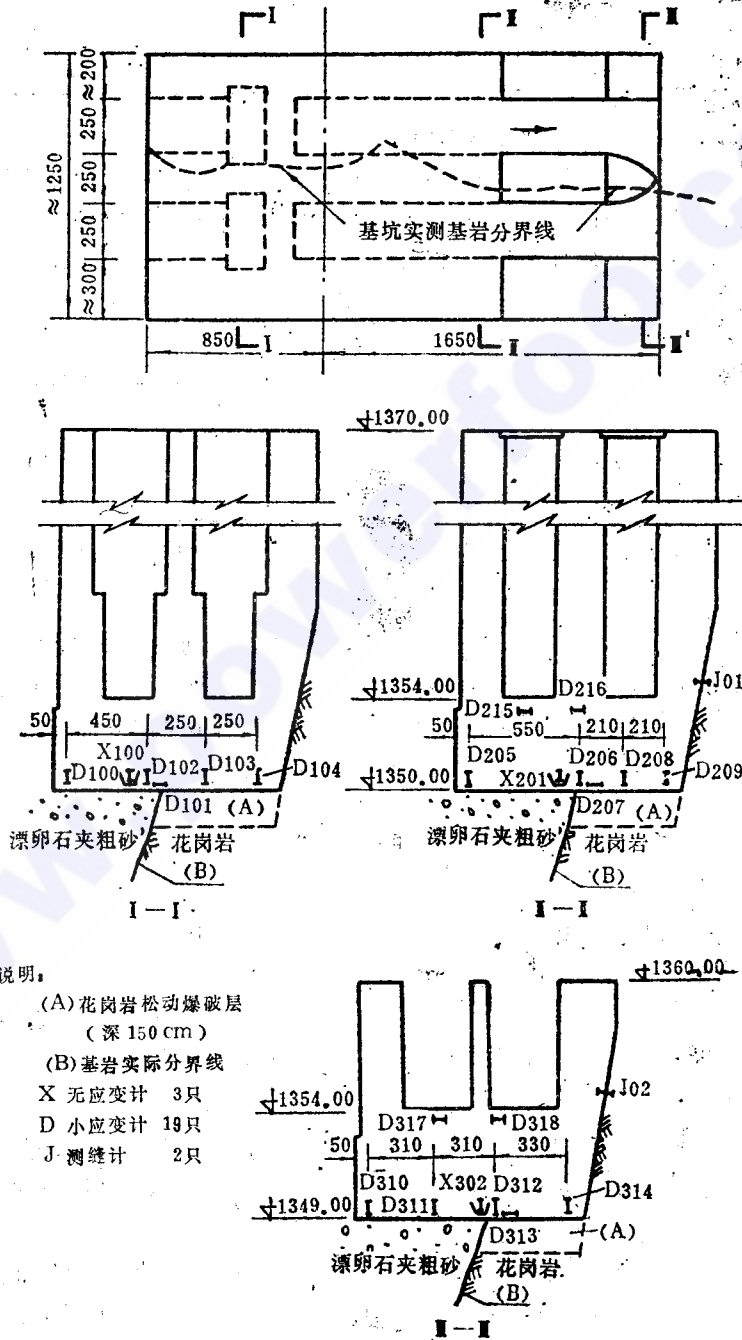 Ⅰ Ⅱ Ⅲ
≈1250
≈200
250
250
250
≈300
基坑实测基岩分界线
850 Ⅰ 1650 Ⅱ Ⅲ'
1370.00
1354.00
1350.00
50 450 250 250
X100
D100 D102 D103 D104
D101 (A)
漂卵石夹粗砂 花岗岩
(B)
Ⅰ—Ⅰ
J01
D216
D215
50 550 210 210
D205 D206 D208
X201 D209
D207 (A)
漂卵石夹粗砂 花岗岩
(B)
Ⅱ—Ⅱ
说明:
(A)花岗岩松动爆破层
(深150cm)
(B)基岩实际分界线
X 无应变计 3只
D 小应变计 19只
J 测缝计 2只
1360.00
J02
1354.00
D317 D318
50 310 310 330
D310 X302 D312 D314
1349.00 D311
D313 (A)
漂卵石夹粗砂 花岗岩.
(B)
Ⅲ—Ⅲ